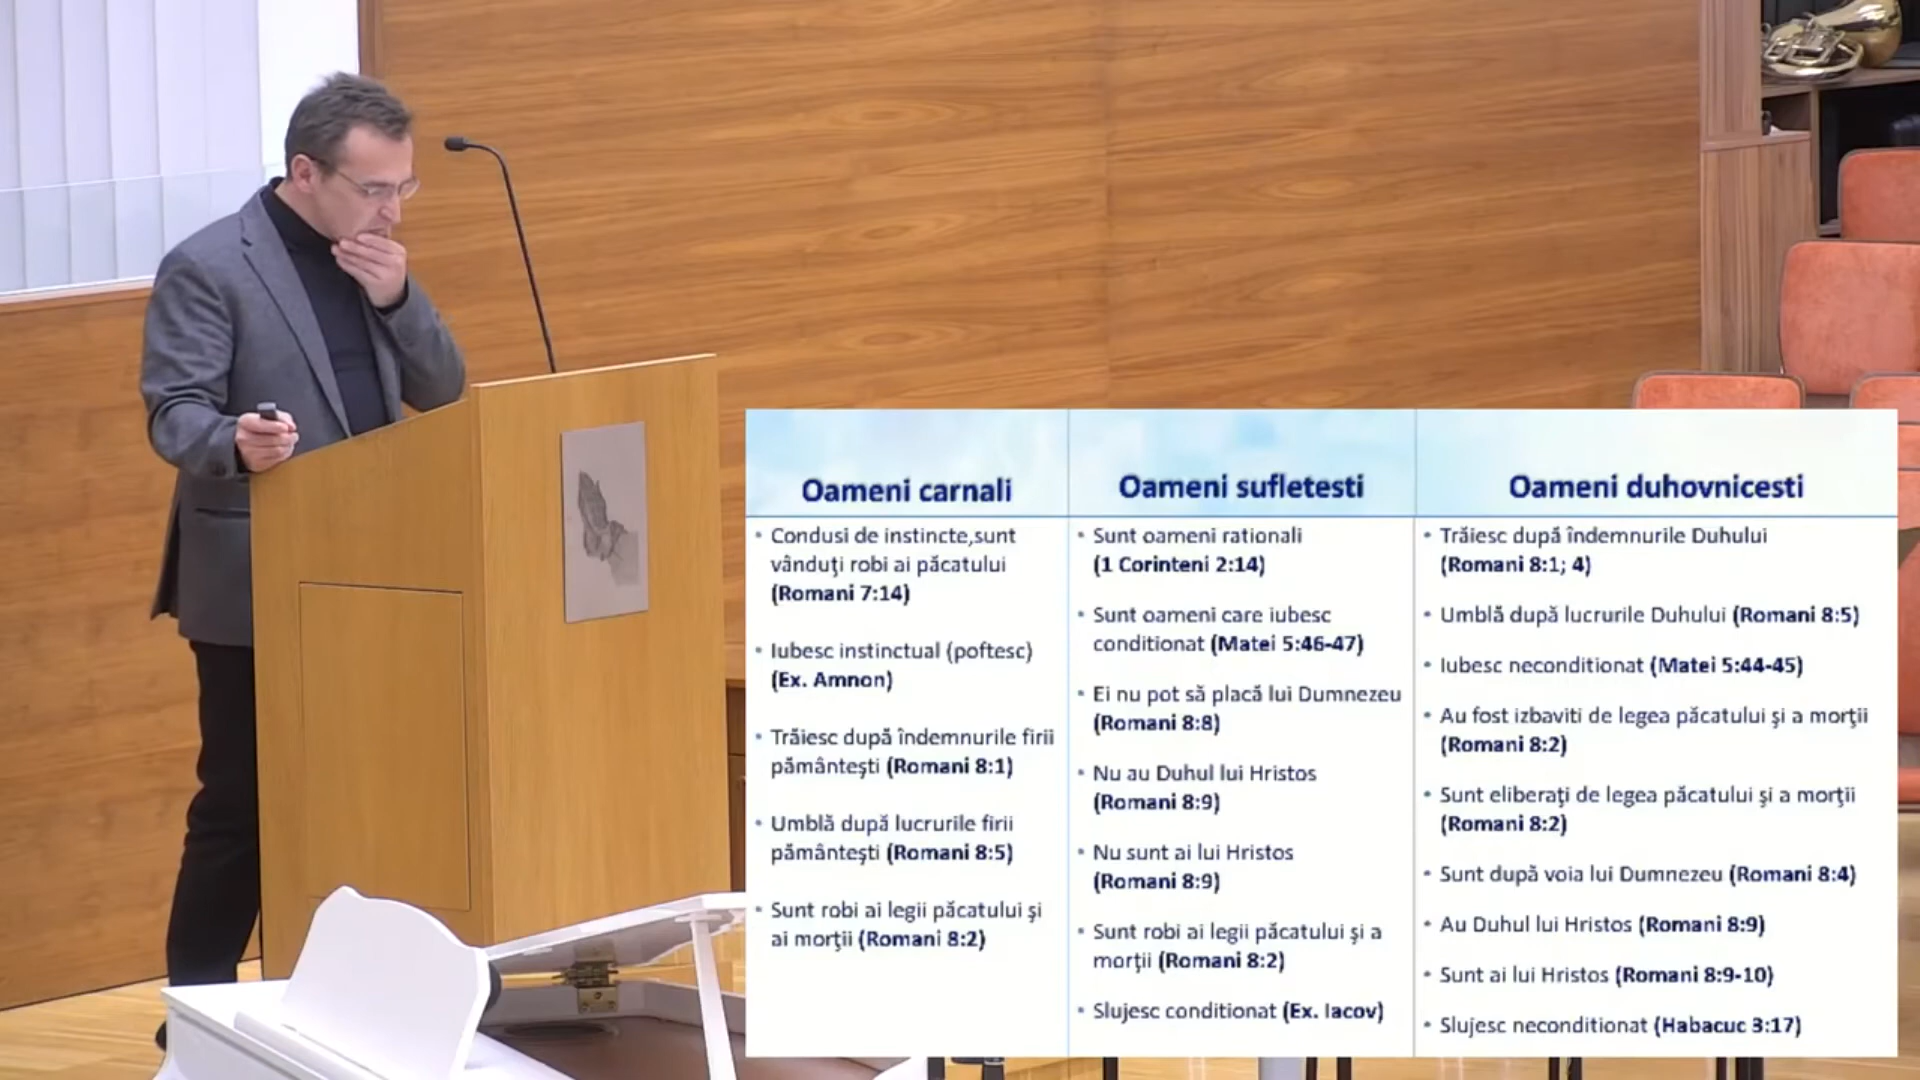 Oameni carnali
Condusi de instincte,sunt
vânduţi robi ai păcatului
(Romani 7:14)
Iubesc instinctual (poftesc)
(Ex. Amnon)
Trăiesc după îndemnurile firii
pământeşti (Romani 8:1)
Umblă după lucrurile firii
pământeşti (Romani 8:5)
Sunt robi ai legii păcatului şi
ai morţii (Romani 8:2)
Oameni sufletesti
Sunt oameni rationali
(1 Corinteni 2:14)
Sunt oameni care iubesc
conditionat (Matei 5:46-47)
Ei nu pot să placă lui Dumnezeu
(Romani 8:8)
Nu au Duhul lui Hristos
(Romani 8:9)
Nu sunt ai lui Hristos
(Romani 8:9)
Sunt robi ai legii păcatului şi a
morţii (Romani 8:2)
Slujesc conditionat (Ex. Iacov)
Oameni duhovnicesti
Trăiesc după îndemnurile Duhului
(Romani 8:1; 4)
Umblă după lucrurile Duhului (Romani 8:5)
Iubesc neconditionat (Matei 5:44-45)
Au fost izbaviti de legea păcatului şi a morţii
(Romani 8:2)
Sunt eliberaţi de legea păcatului şi a morţii
(Romani 8:2)
Sunt după voia lui Dumnezeu (Romani 8:4)
Au Duhul lui Hristos (Romani 8:9)
Sunt ai lui Hristos (Romani 8:9-10)
Slujesc neconditionat (Habacuc 3:17)